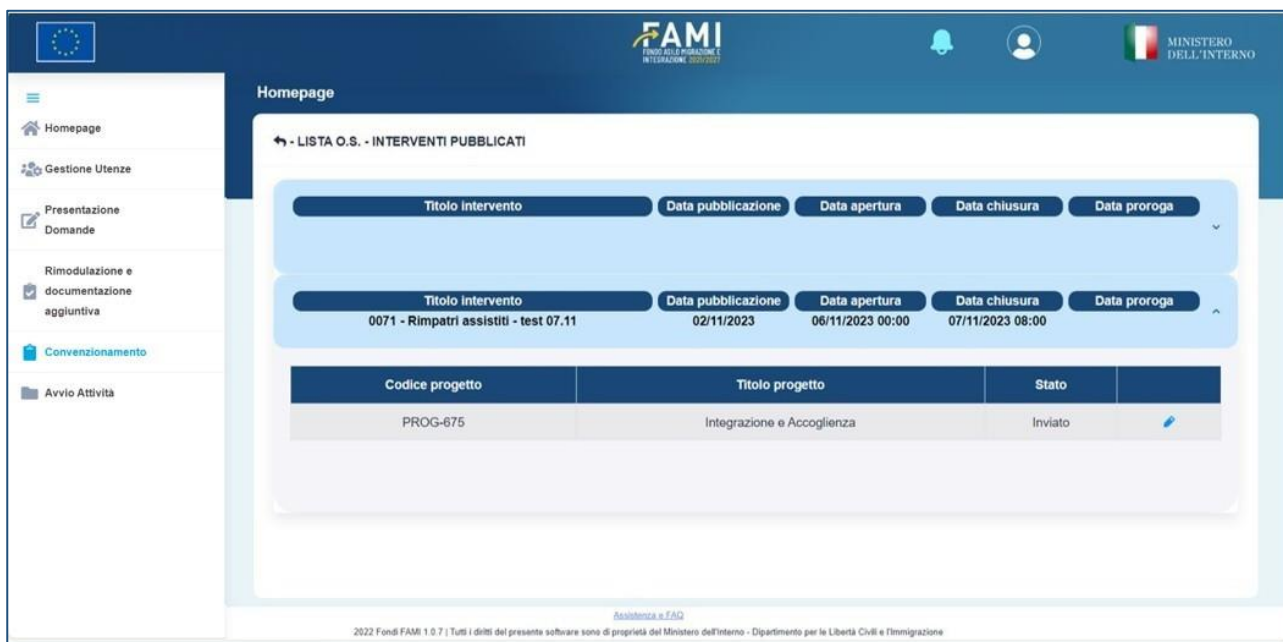 FAMI
FONDO ASILO MIGRAZIONE E
INTEGRAZIONE 2021/2027
MINISTERO
DELL'INTERNO
Homepage
Homepage
Gestione Utenze
Presentazione
Domande
Rimodulazione e
documentazione
aggiuntiva
Convenzionamento
Avvio Attività
- LISTA O.S. - INTERVENTI PUBBLICATI
Titolo intervento Data pubblicazione Data apertura Data chiusura Data proroga
Titolo intervento Data pubblicazione Data apertura Data chiusura Data proroga
0071 - Rimpatri assistiti - test 07.11 02/11/2023 06/11/2023 00:00 07/11/2023 08:00
Codice progetto Titolo progetto Stato
PROG-675 Integrazione e Accoglienza Inviato
Assistenza e FAQ
2022 Fondi FAMI 1.0.7 | Tutti i diritti del presente software sono di proprietà del Ministero dell'Interno - Dipartimento per le Libertà Civili e l'Immigrazione